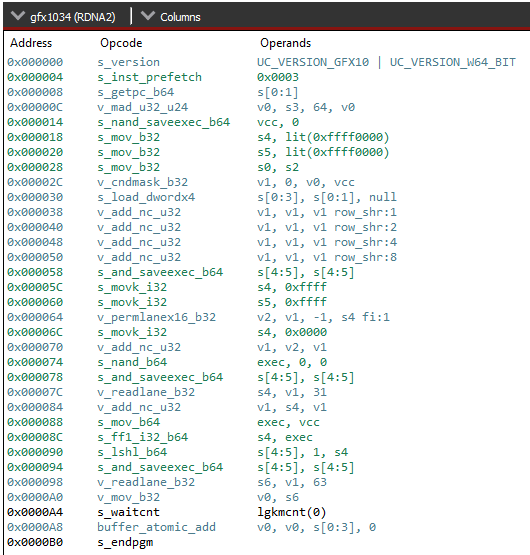 gfx1034 (RDNA2) Columns
Address Opcode Operands
0x000000 s_version UC_VERSION_GFX10 | UC_VERSION_W64_BIT
0x000004 s_inst_prefetch 0x0003
0x000008 s_getpc_b64 s[0:1]
0x00000C v_mad_u32_u24 v0, s3, 64, v0
0x000014 s_nand_saveexec_b64 vcc, 0
0x000018 s_mov_b32 s4, lit(0xffff0000)
0x000020 s_mov_b32 s5, lit(0xffff0000)
0x000028 s_mov_b32 s0, s2
0x00002C v_cndmask_b32 v1, 0, v0, vcc
0x000030 s_load_dwordx4 s[0:3], s[0:1], null
0x000038 v_add_nc_u32 v1, v1, v1 row_shr:1
0x000040 v_add_nc_u32 v1, v1, v1 row_shr:2
0x000048 v_add_nc_u32 v1, v1, v1 row_shr:4
0x000050 v_add_nc_u32 v1, v1, v1 row_shr:8
0x000058 s_and_saveexec_b64 s[4:5], s[4:5]
0x00005C s_movk_i32 s4, 0xffff
0x000060 s_movk_i32 s5, 0xffff
0x000064 v_permlanex16_b32 v2, v1, -1, s4 fi:1
0x00006C s_movk_i32 s4, 0x0000
0x000070 v_add_nc_u32 v1, v2, v1
0x000074 s_nand_b64 exec, 0, 0
0x000078 s_and_saveexec_b64 s[4:5], s[4:5]
0x00007C v_readlane_b32 s4, v1, 31
0x000084 v_add_nc_u32 v1, s4, v1
0x000088 s_mov_b64 exec, vcc
0x00008C s_ff1_i32_b64 s4, exec
0x000090 s_lshl_b64 s[4:5], 1, s4
0x000094 s_and_saveexec_b64 s[4:5], s[4:5]
0x000098 v_readlane_b32 s6, v1, 63
0x0000A0 v_mov_b32 v0, s6
0x0000A4 s_waitcnt lgkmcnt(0)
0x0000A8 buffer_atomic_add v0, v0, s[0:3], 0
0x0000B0 s_endpgm